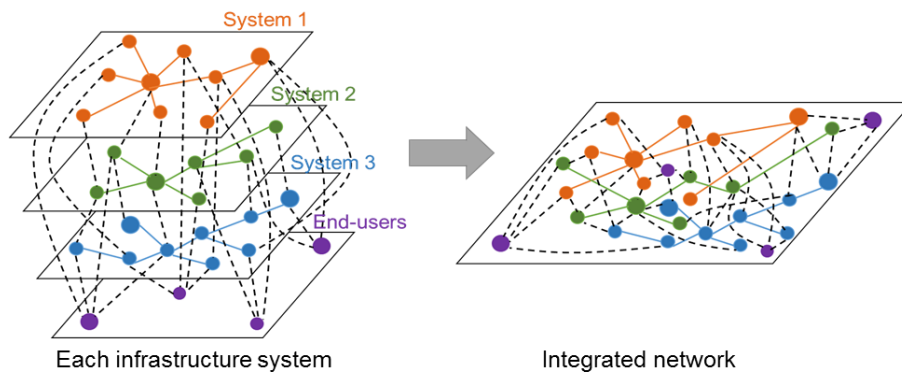 System 1
System 2
System 3
End-users
Each infrastructure system
Integrated network